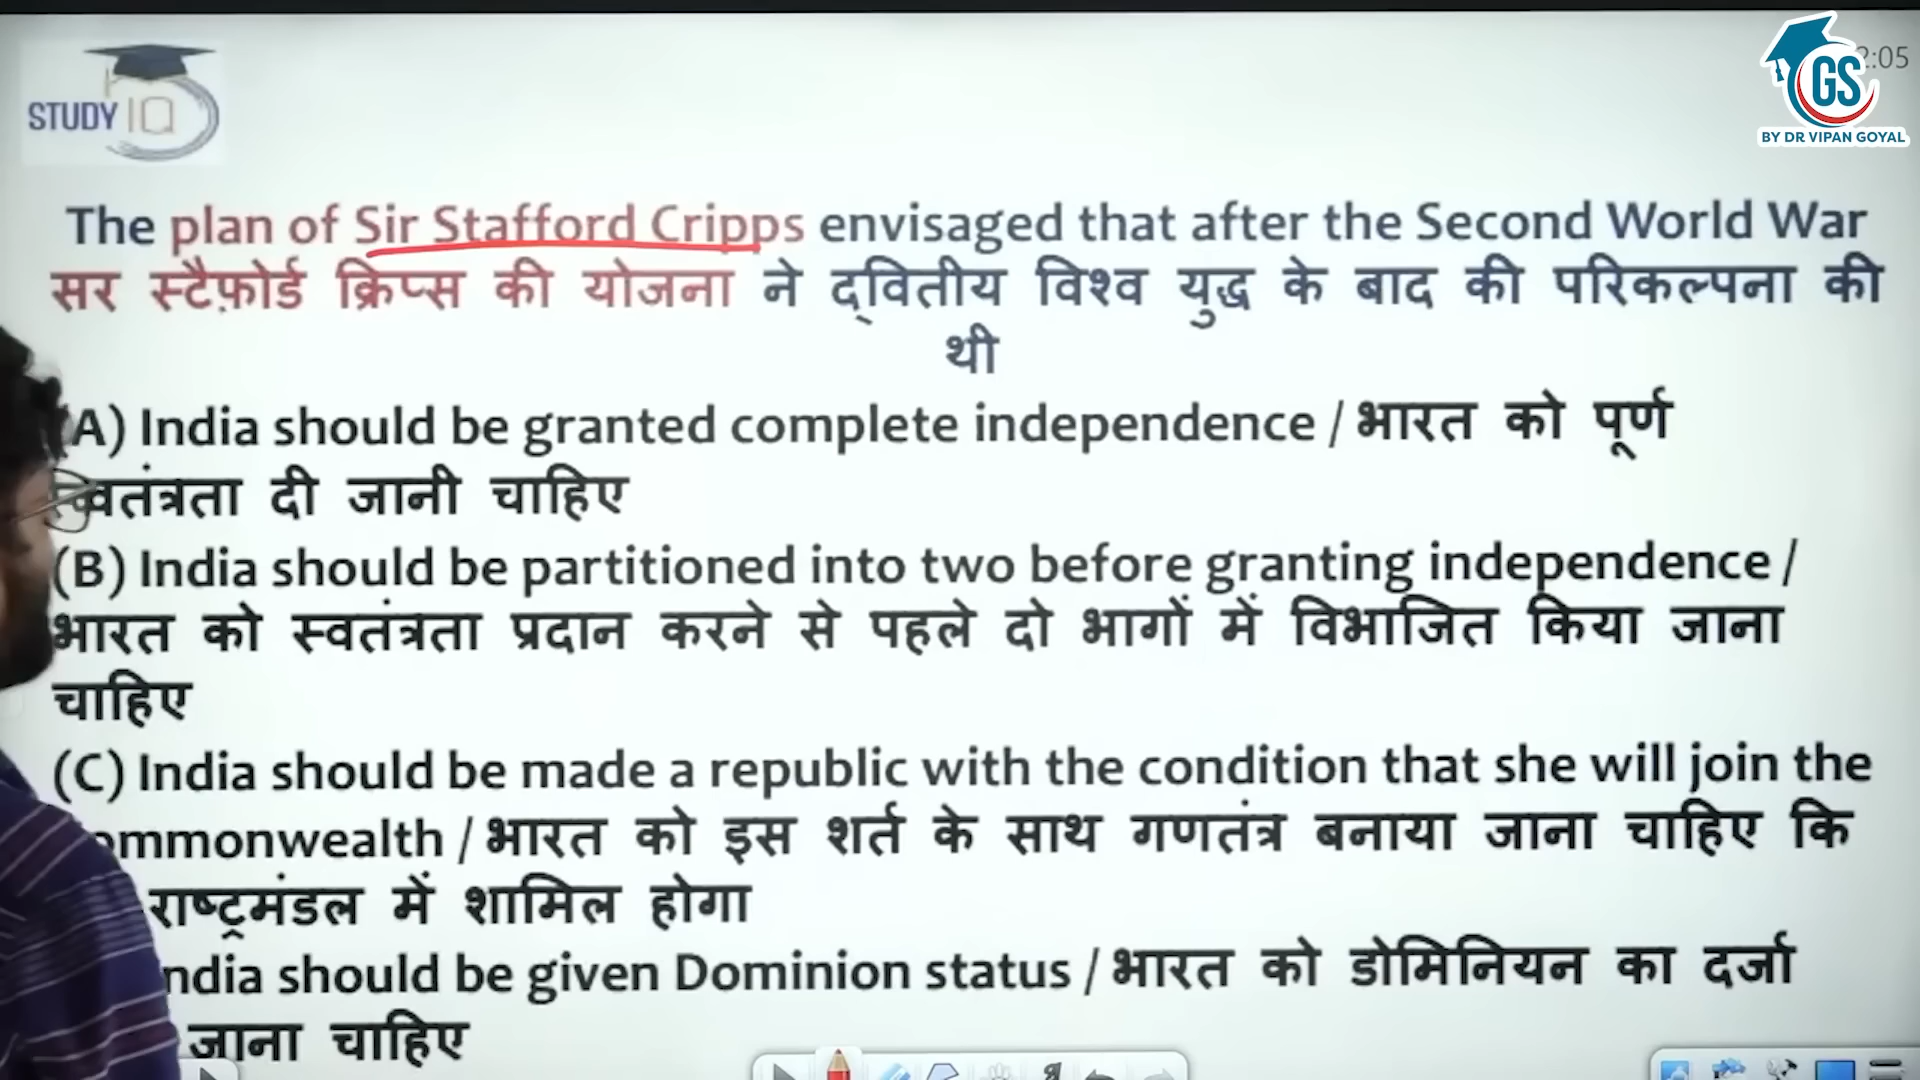 STUDY IQ
2:05
GS
BY DR VIPAN GOYAL
The plan of Sir Stafford Cripps envisaged that after the Second World War
सर स्टैफ़ोर्ड क्रिप्स की योजना ने द्वितीय विश्व युद्ध के बाद की परिकल्पना की
थी
(A) India should be granted complete independence / भारत को पूर्ण
स्वतंत्रता दी जानी चाहिए
(B) India should be partitioned into two before granting independence /
भारत को स्वतंत्रता प्रदान करने से पहले दो भागों में विभाजित किया जाना
चाहिए
(C) India should be made a republic with the condition that she will join the
ommonwealth / भारत को इस शर्त के साथ गणतंत्र बनाया जाना चाहिए कि
राष्ट्रमंडल में शामिल होगा
ndia should be given Dominion status / भारत को डोमिनियन का दर्जा
जाना चाहिए